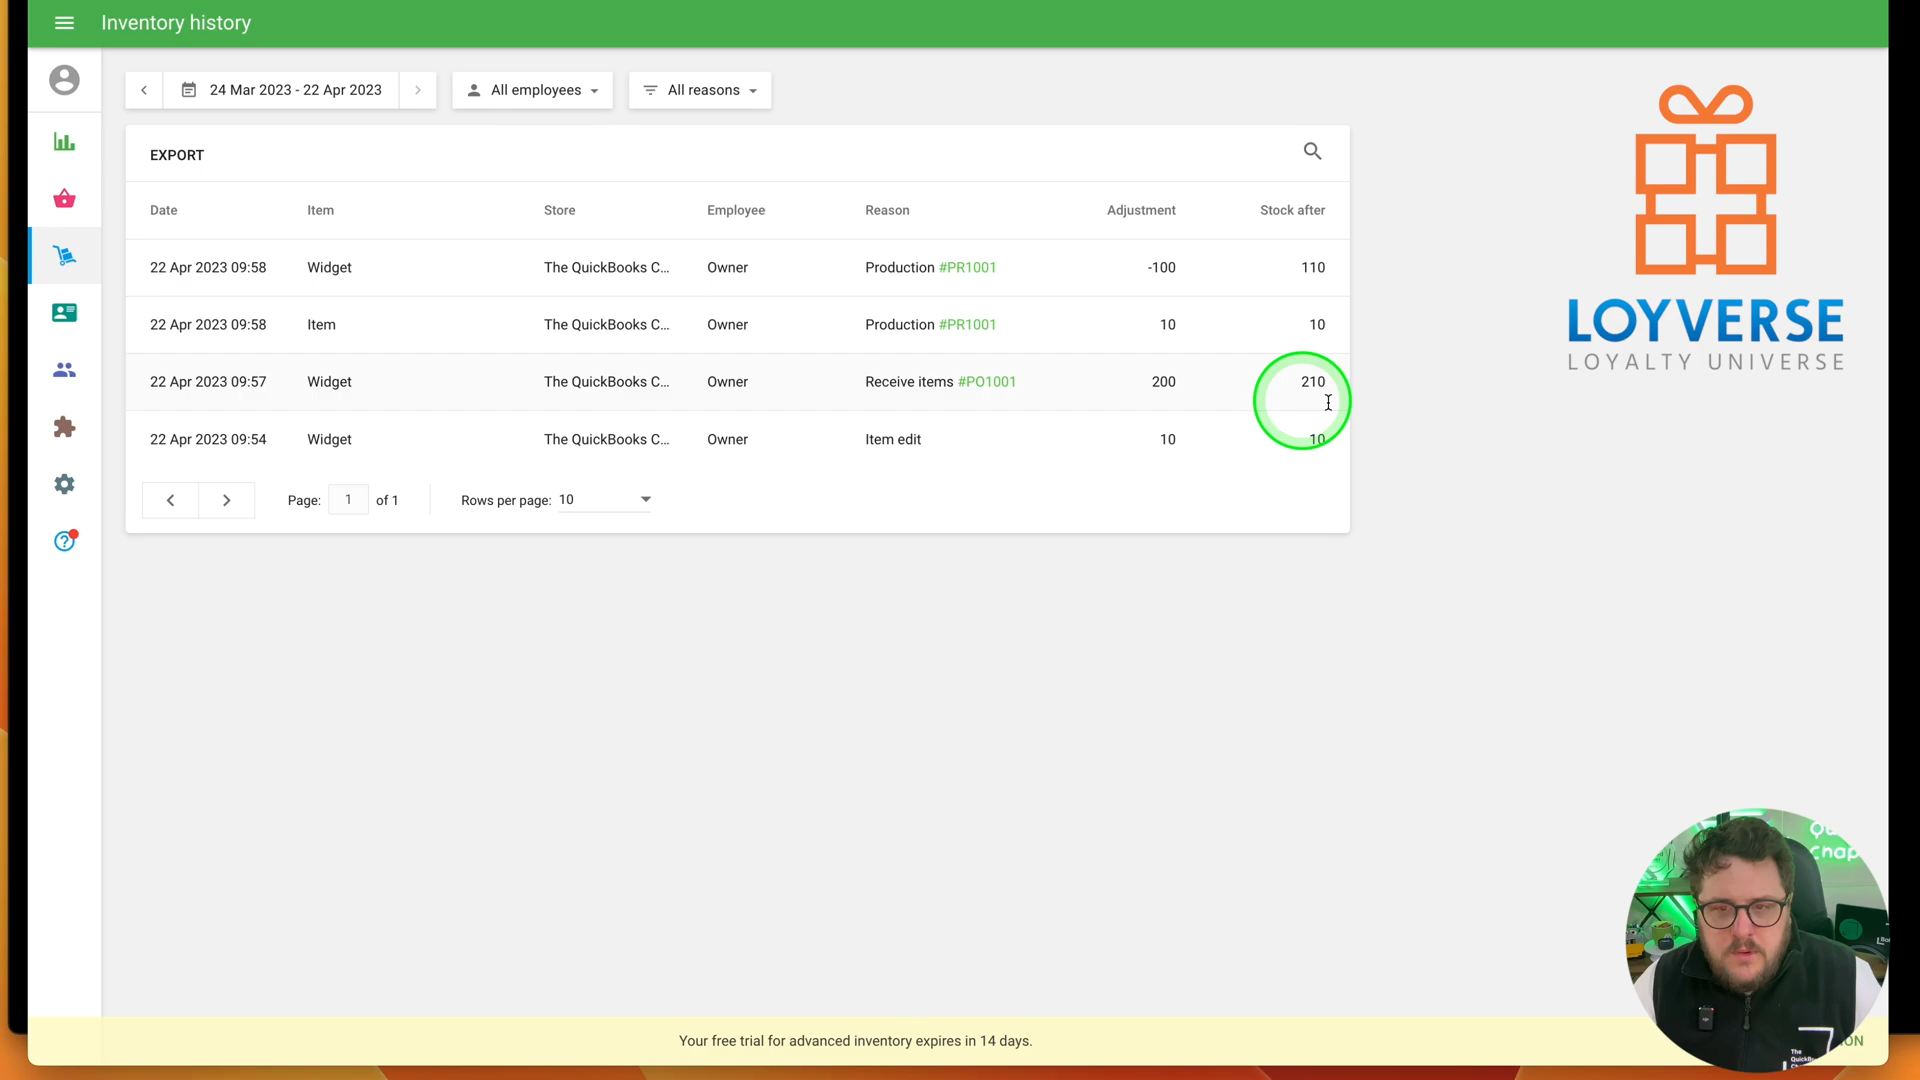 Inventory history
24 Mar 2023 - 22 Apr 2023 All employees All reasons
EXPORT
Date Item Store Employee Reason Adjustment Stock after
22 Apr 2023 09:58 Widget The QuickBooks C... Owner Production #PR1001 -100 110
22 Apr 2023 09:58 Item The QuickBooks C... Owner Production #PR1001 10 10
22 Apr 2023 09:57 Widget The QuickBooks C... Owner Receive items #PO1001 200 210
22 Apr 2023 09:54 Widget The QuickBooks C... Owner Item edit 10 10
Page: 1 of 1 Rows per page: 10
LOYVERSE
LOYALTY UNIVERSE
Your free trial for advanced inventory expires in 14 days.